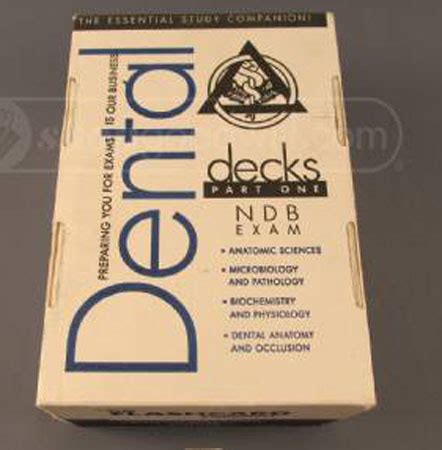 THE ESSENTIAL STUDY COMPANION!
PREPARING YOU FOR EXAMS IS OUR BUSINESS
Dental
decks
PART ONE
NDB
EXAM
• ANATOMIC SCIENCES
• MICROBIOLOGY
AND PATHOLOGY
• BIOCHEMISTRY
AND PHYSIOLOGY
• DENTAL ANATOMY
AND OCCLUSION